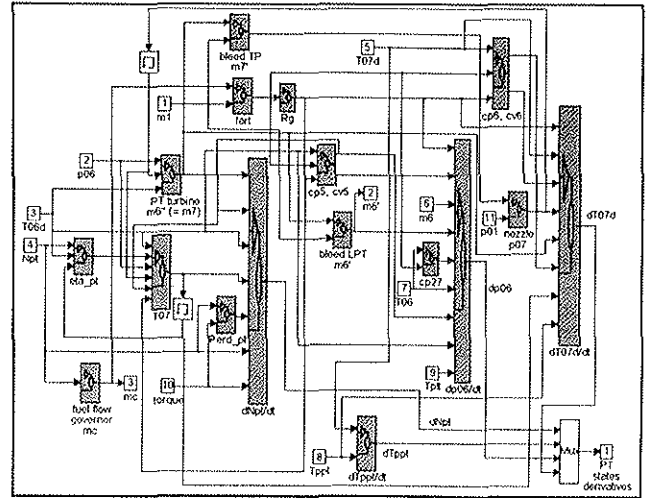 bleed TP
m7'
5
T07d
cp6, cv6
1
m1
fort
Rg
2
p06
PT turbine
m6" (= m7)
cp5, cv5
2
m6'
6
m6
nozzle
p07
11
p01
dT07d
3
T06d
4
Npt
bleed LPT
m6'
eta_pt
T07
cp27
dp06
7
T06
Perd_pt
dT07d/dt
3
mc
10
torque
9
Tplt
dNpt/dt
dp06/dt
fuel flow
governor
mc
dNpt
8
Tppt
dTppt
dTppt/dt
Mux
1
PT
states
derivatives